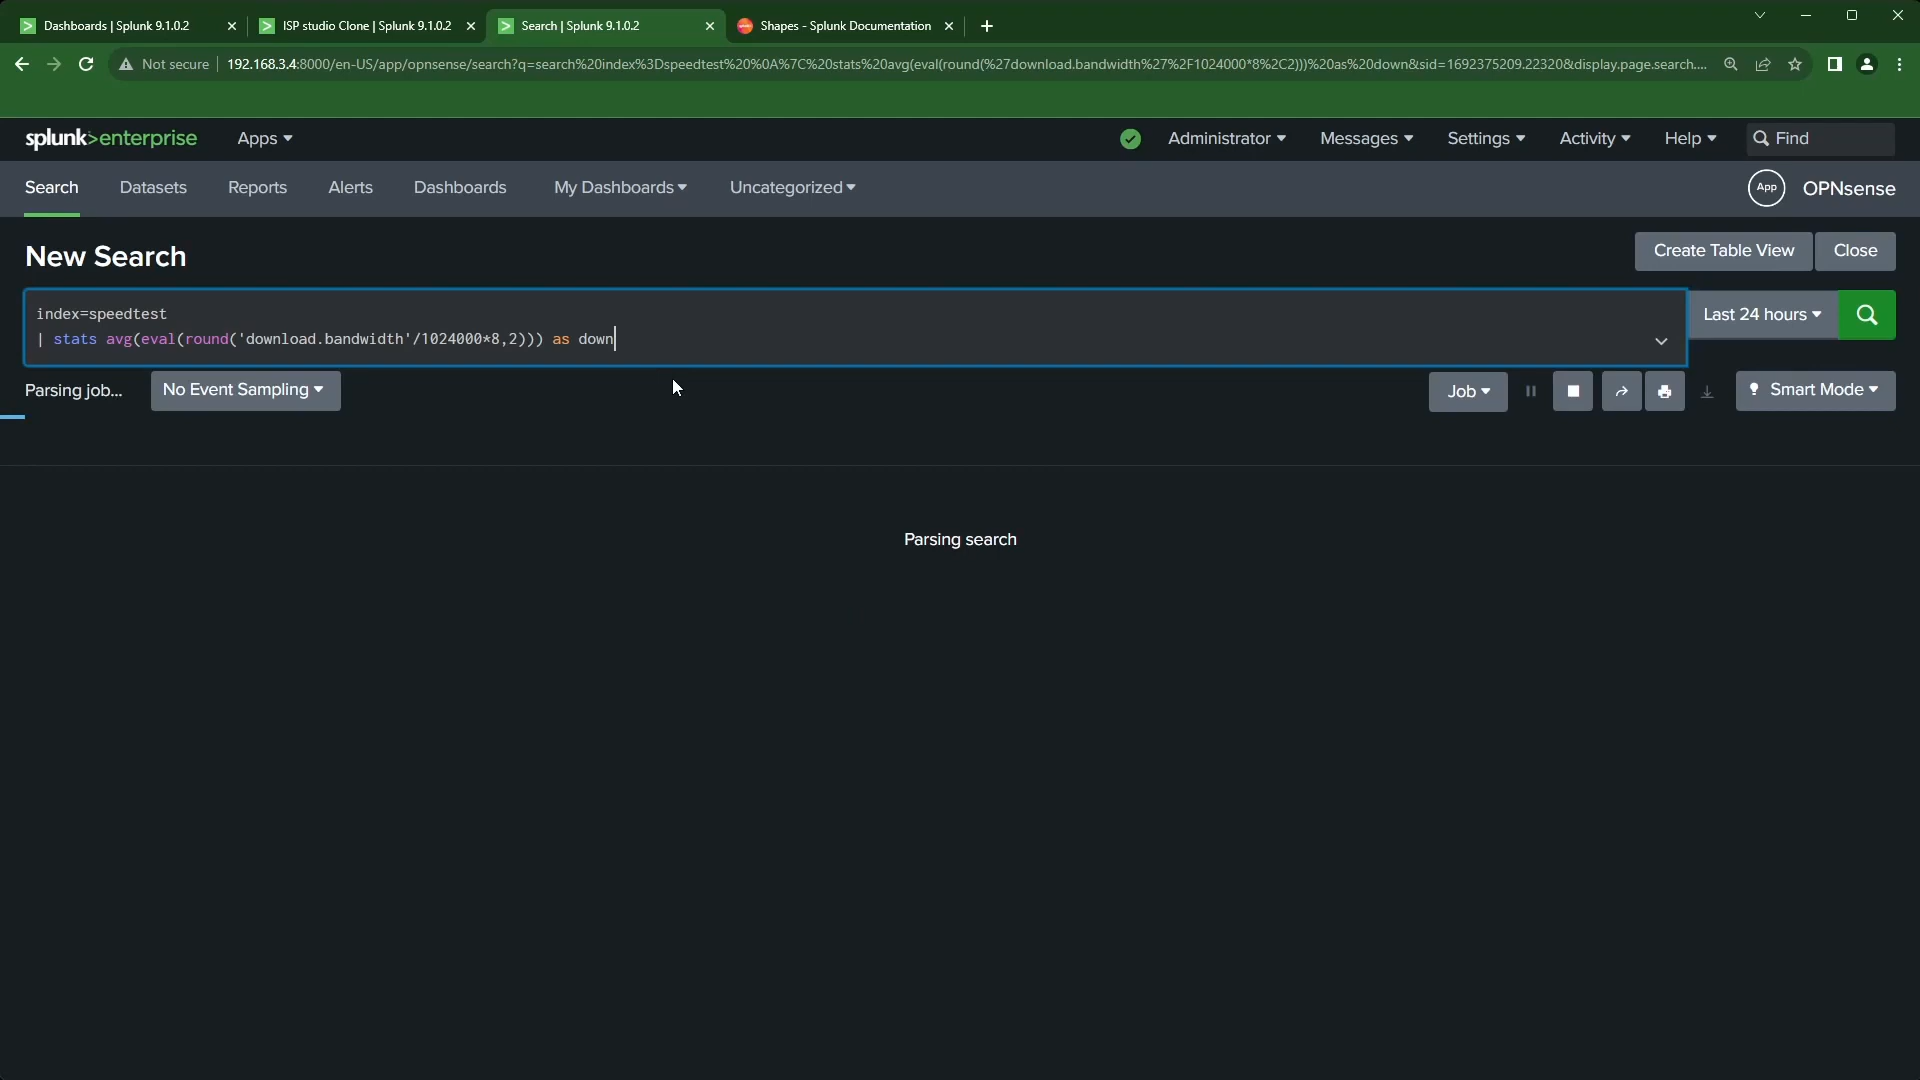 Dashboards | Splunk 9.1.0.2
ISP studio Clone | Splunk 9.1.0.2
Search | Splunk 9.1.0.2
Shapes - Splunk Documentation
Not secure
192.168.3.4:8000/en-US/app/opnsense/search?q=search%20index%3Dspeedtest%20%0A%7C%20stats%20avg(eval(round(%27download.bandwidth%27%2F1024000*8%2C2)))%20as%20down&sid=1692375209.22320&display.page.search....
splunk>enterprise
Apps
Administrator
Messages
Settings
Activity
Help
Find
Search
Datasets
Reports
Alerts
Dashboards
My Dashboards
Uncategorized
App
OPNsense
New Search
Create Table View
Close
index=speedtest
| stats avg(eval(round('download.bandwidth'/1024000*8,2))) as down
Last 24 hours
Parsing job...
No Event Sampling
Job
Smart Mode
Parsing search